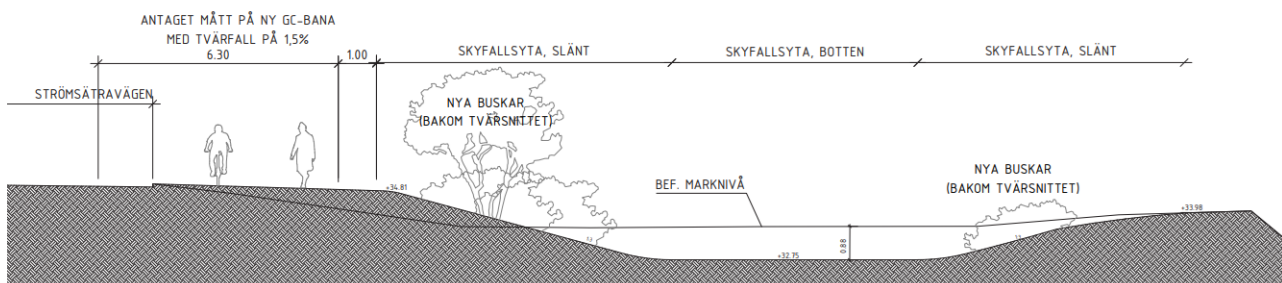 ANTAGET MÅTT PÅ NY GC-BANA
MED TVÄRFALL PÅ 1,5%
6.30
1.00
SKYFALLSYTA, SLÄNT
SKYFALLSYTA, BOTTEN
SKYFALLSYTA, SLÄNT
STRÖMSÄTRAVÄGEN
NYA BUSKAR
(BAKOM TVÄRSNITTET)
NYA BUSKAR
(BAKOM TVÄRSNITTET)
BEF. MARKNIVÅ
+34.81
+33.98
0.88
+32.75